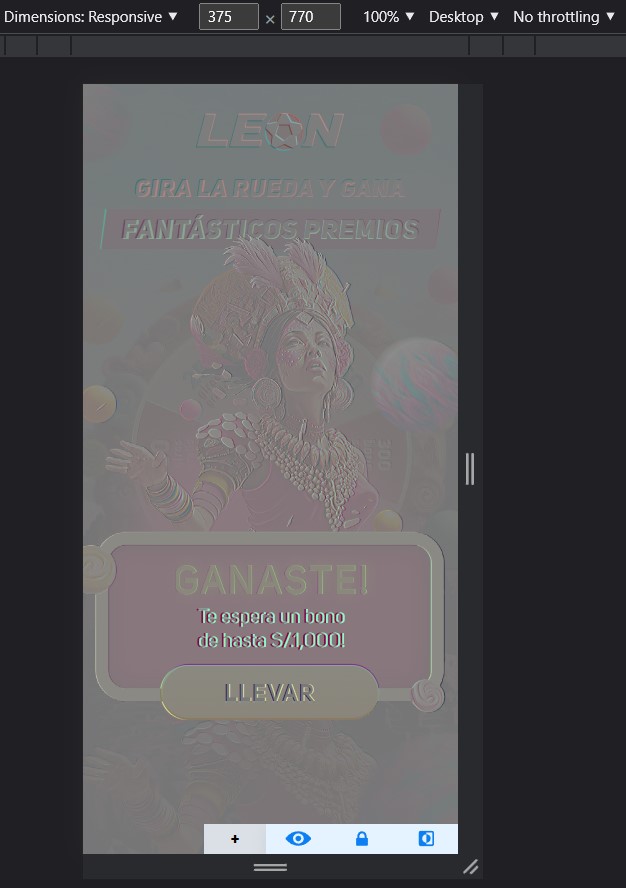 Dimensions: Responsive ▼ 375 × 770 100% ▼ Desktop ▼ No throttling ▼
LEON
GIRA LA RUEDA Y GANA
FANTÁSTICOS PREMIOS
GANASTE!
Te espera un bono
de hasta S/.1,000!
LLEVAR
+